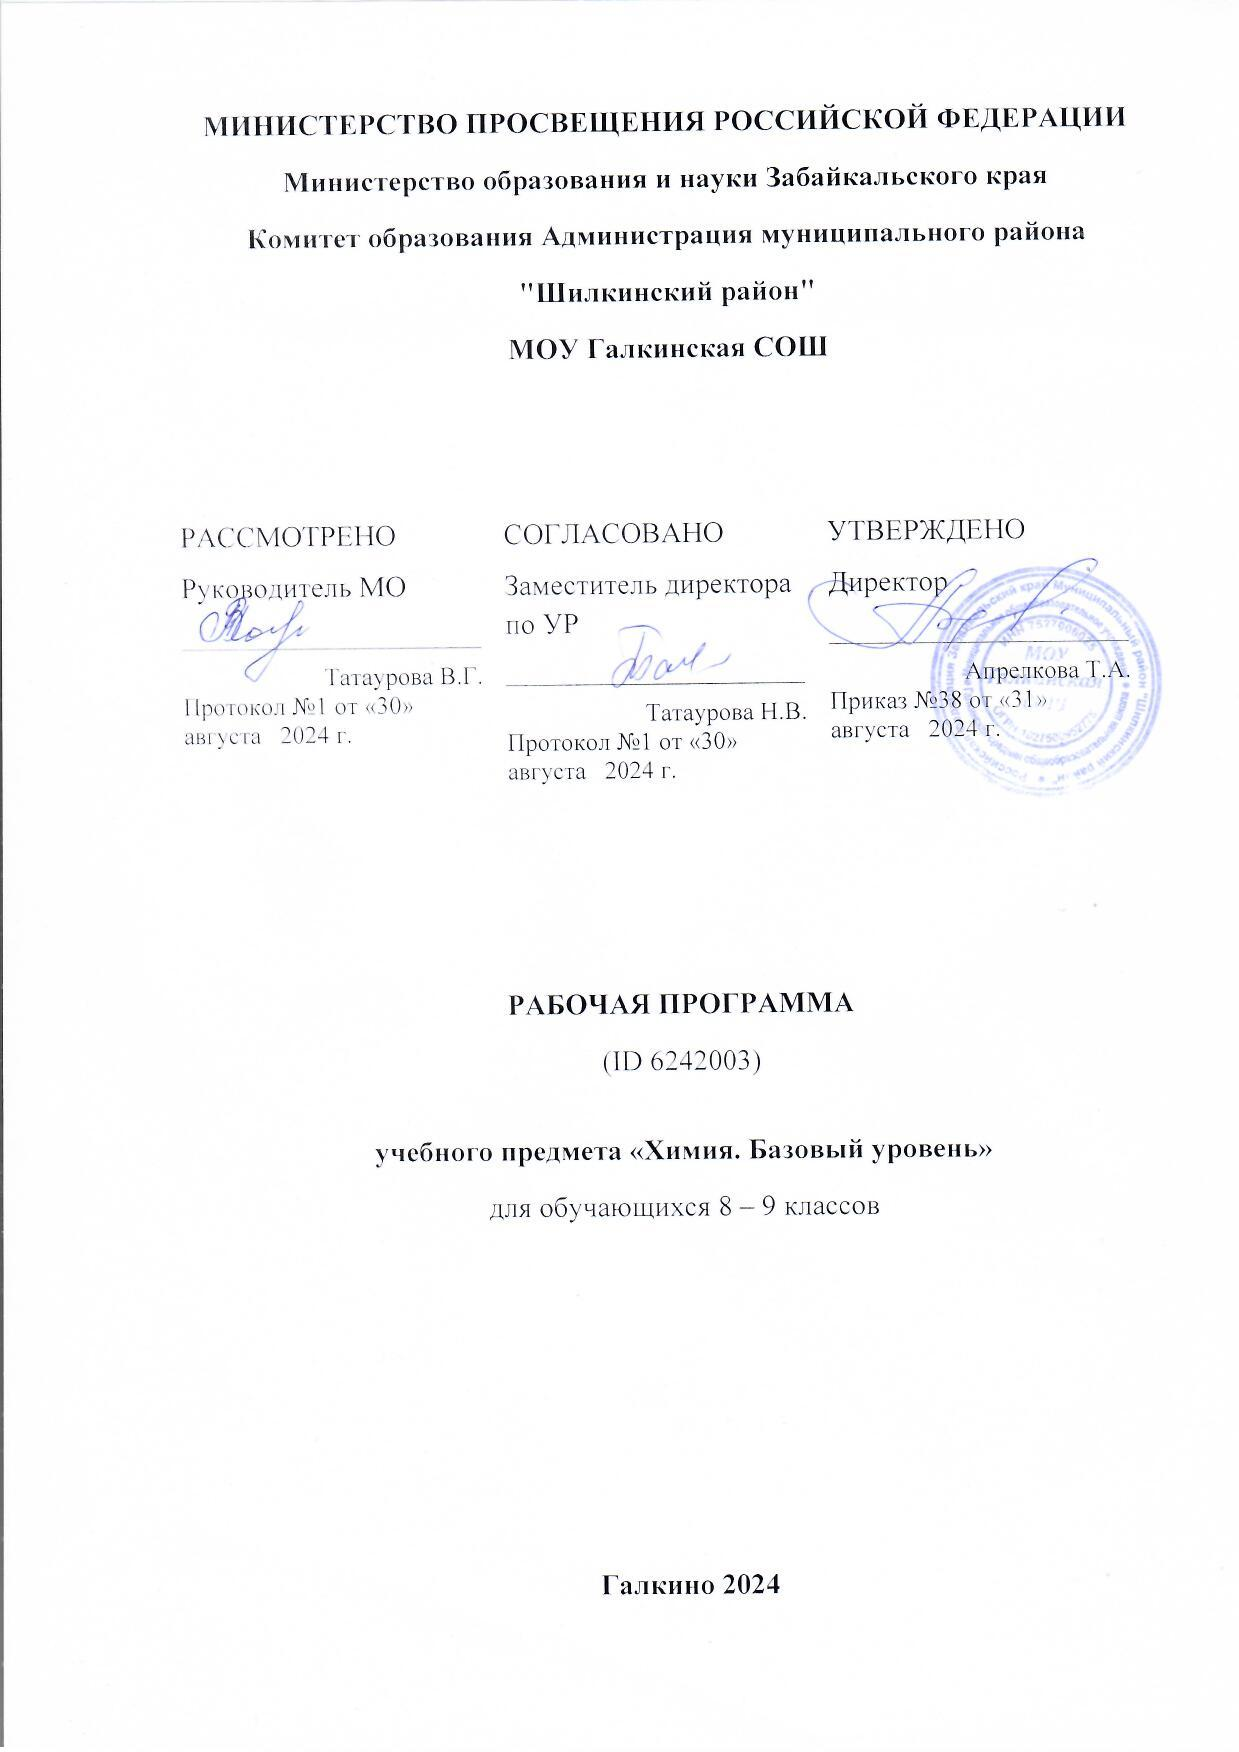 МИНИСТЕРСТВО ПРОСВЕЩЕНИЯ РОССИЙСКОЙ ФЕДЕРАЦИИ
Министерство образования и науки Забайкальского края
Комитет образования Администрация муниципального района
"Шилкинский район"
МОУ Галкинская СОШ
РАССМОТРЕНО
Руководитель МО
Татаурова В.Г.
Протокол №1 от «30»
августа 2024 г.
СОГЛАСОВАНО
Заместитель директора
по УР
Татаурова Н.В.
Протокол №1 от «30»
августа 2024 г.
УТВЕРЖДЕНО
Директор
Апрелкова Т.А.
Приказ №38 от «31»
августа 2024 г.
МОУ
РАБОЧАЯ ПРОГРАММА
(ID 6242003)
учебного предмета «Химия. Базовый уровень»
для обучающихся 8 – 9 классов
Галкино 2024